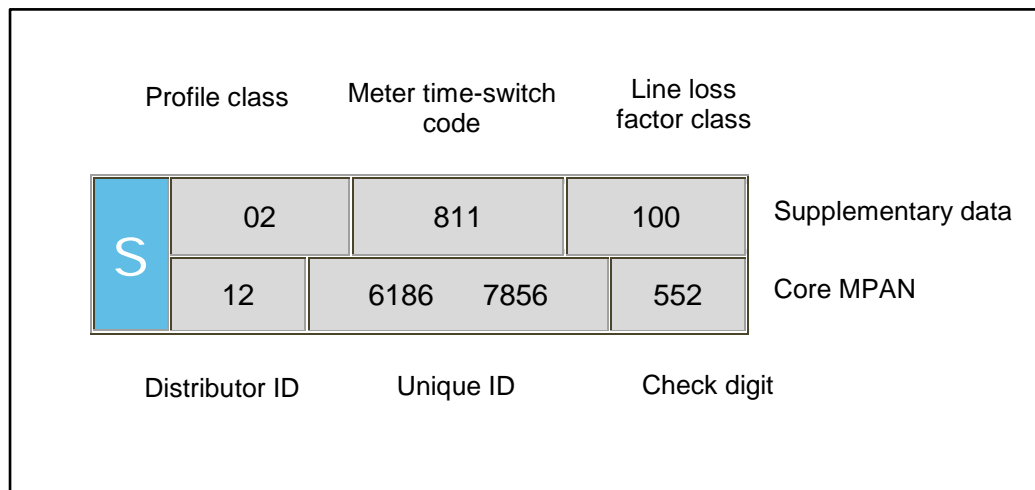 Profile class
Meter time-switch
code
Line loss
factor class
S
02
811
100
Supplementary data
12
6186 7856
552
Core MPAN
Distributor ID
Unique ID
Check digit